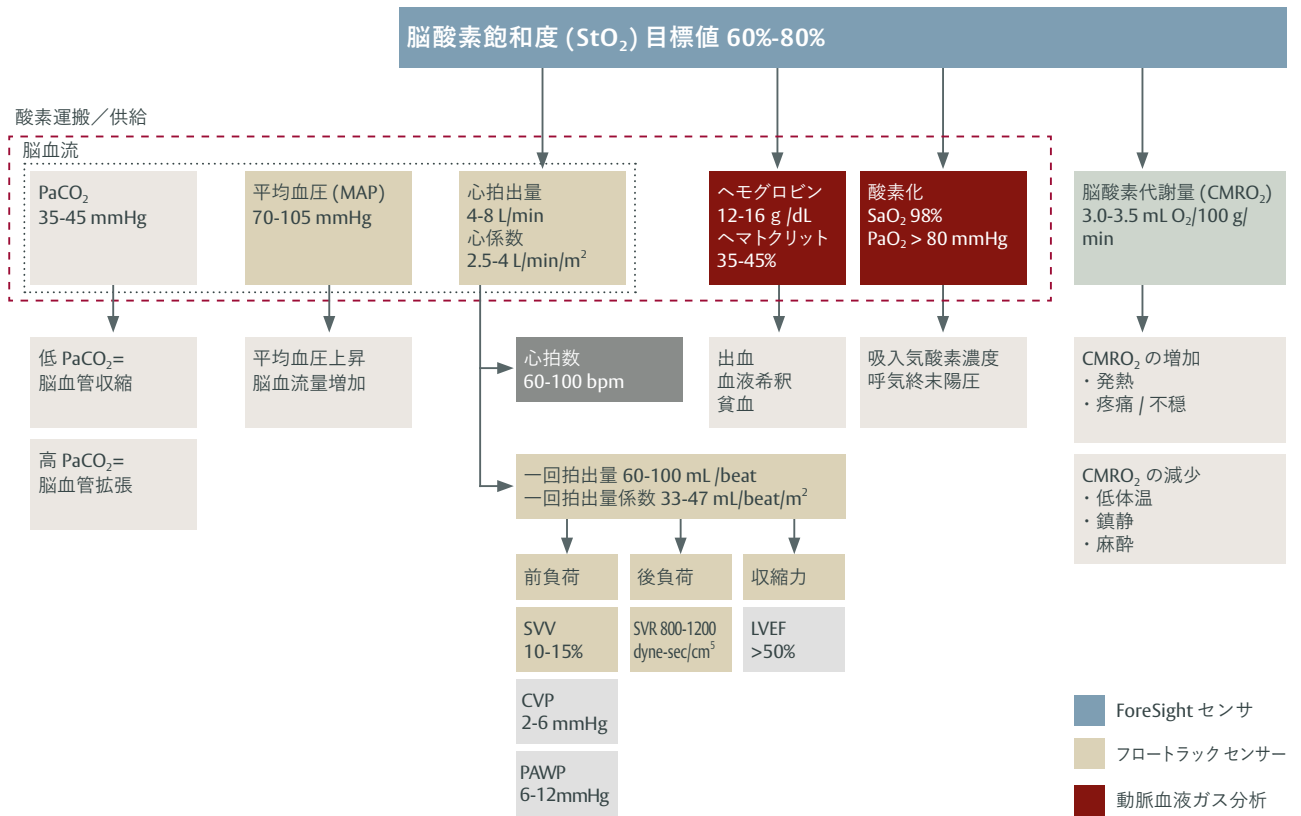 脳酸素飽和度 (StO₂) 目標値 60%-80%
酸素運搬／供給
脳血流
PaCO₂
35-45 mmHg
平均血圧 (MAP)
70-105 mmHg
心拍出量
4-8 L/min
心係数
2.5-4 L/min/m²
ヘモグロビン
12-16 g /dL
ヘマトクリット
35-45%
酸素化
SaO₂ 98%
PaO₂ > 80 mmHg
脳酸素代謝量 (CMRO₂)
3.0-3.5 mL O₂/100 g/
min
低 PaCO₂=
脳血管収縮
平均血圧上昇
脳血流量増加
心拍数
60-100 bpm
出血
血液希釈
貧血
吸入気酸素濃度
呼気終末陽圧
CMRO₂ の増加
・発熱
・疼痛 / 不穏
高 PaCO₂=
脳血管拡張
一回拍出量 60-100 mL /beat
一回拍出量係数 33-47 mL/beat/m²
CMRO₂ の減少
・低体温
・鎮静
・麻酔
前負荷
後負荷
収縮力
SVV
10-15%
SVR 800-1200
dyne-sec/cm⁵
LVEF
>50%
CVP
2-6 mmHg
PAWP
6-12mmHg
ForeSight センサ
フロートラック センサー
動脈血液ガス分析